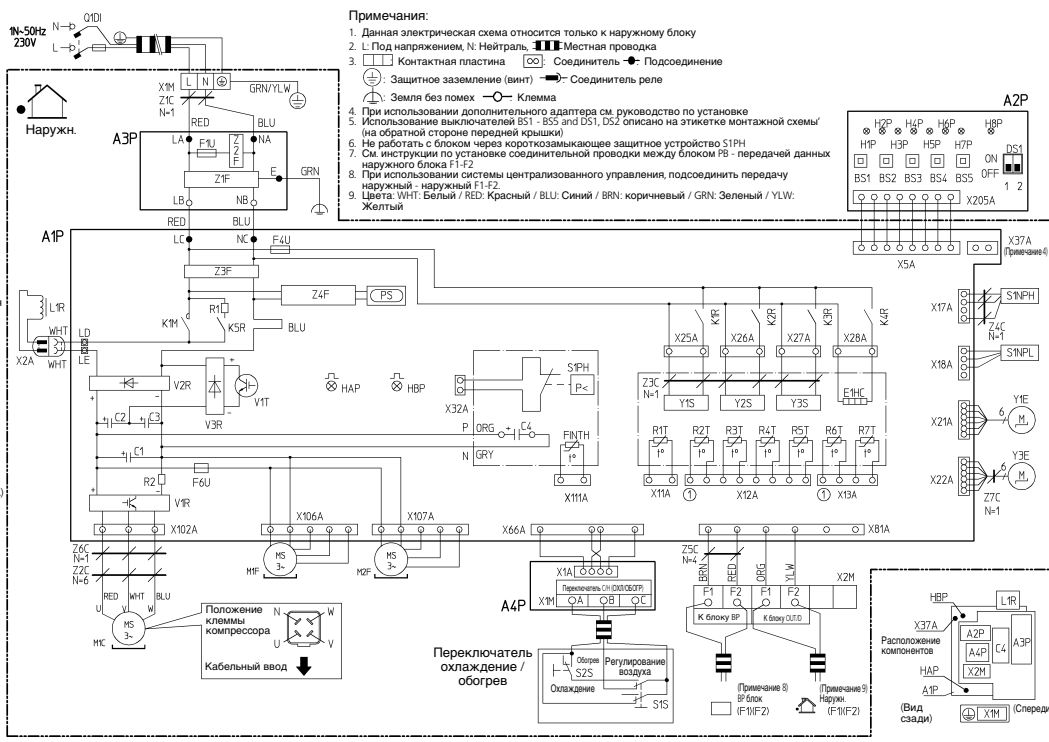 1N~50Hz
230V
N
L
Q1DI
Примечания:
1. Данная электрическая схема относится только к наружному блоку
2. L: Под напряжением, N: Нейтраль, Местная проводка
3. Контактная пластина Соединитель Подсоединение
: Защитное заземление (винт) Соединитель реле
: Земля без помех Клемма
4. При использовании дополнительного адаптера см. руководство по установке
5. Использование выключателей BS1 - BS5 and DS1, DS2 описано на этикетке монтажной схемы‘
(на обратной стороне передней крышки)
6. Не работать с блоком через короткозамыкающее защитное устройство S1PH
7. См. инструкции по установке соединительной проводки между блоком РВ - передачей данных
наружного блока F1-F2
8. При использовании системы централизованного управления, подсоединить передачу
наружный - наружный F1-F2.
9. Цвета: WHT: Белый / RED: Красный / BLU: Синий / BRN: коричневый / GRN: Зеленый / YLW:
Желтый
Наружн.
X1M L N
Z1C
N=1
GRN/YLW
RED BLU
A3P
LA NA
F1U Z2F
Z1F E GRN
LB NB
RED BLU
A2P
H2P H4P H6P H8P
H1P H3P H5P H7P
DS1
ON
OFF
1 2
BS1 BS2 BS3 BS4 BS5
X205A
X5A
X37A
(Примечание 4)
A1P
LC NC F4U
Z3F
Z4F PS
L1R
R1
K1M K5R BLU
WHT LD
X2A WHT LE
K1R K2R K3R K4R
X25A X26A X27A X28A
X17A S1NPH
Z4C
N=1
X18A S1NPL
V2R
V1T
V3R
HAP HBP
X32A
S1PH
P<
Z3C
N=1
Y1S Y2S Y3S E1HC
C2 C3
P ORG C4
N GRY
FINTH
t°
X111A
R1T R2T R3T R4T R5T R6T R7T
t° t° t° t° t° t° t°
X11A 1 X12A 1 X13A
X21A 6 M Y1E
X22A 6 M Y3E
Z7C
N=1
C1
R2 F6U
V1R
X102A X106A X107A X66A X81A
Z6C
N=1
Z2C
N=6
RED WHT BLU
U V W
MS
3~
M1C
MS
3~
M1F
MS
3~
M2F
Положение
клеммы
компрессора
Кабельный ввод
N W
U V
X1A
Переключатель C/H (ОХЛ/ОБОГР)
X1M A B C
A4P
Переключатель
охлаждение /
обогрев
Обогрев
S2S
Охлаждение
Регулирование
воздуха
S1S
Z5C
N=4
BRN RED ORG YLW
F1 F2 F1 F2 X2M
К блоку ВР К блоку OUT/D
(Примечание 8)
ВР блок
(F1)(F2)
(Примечание 9)
Наружн.
(F1)(F2)
HBP L1R
X37A
Расположение
компонентов
A2P
A4P
C4
A3P
X2M
HAP
A1P
(Вид
сзади)
X1M (Спереди